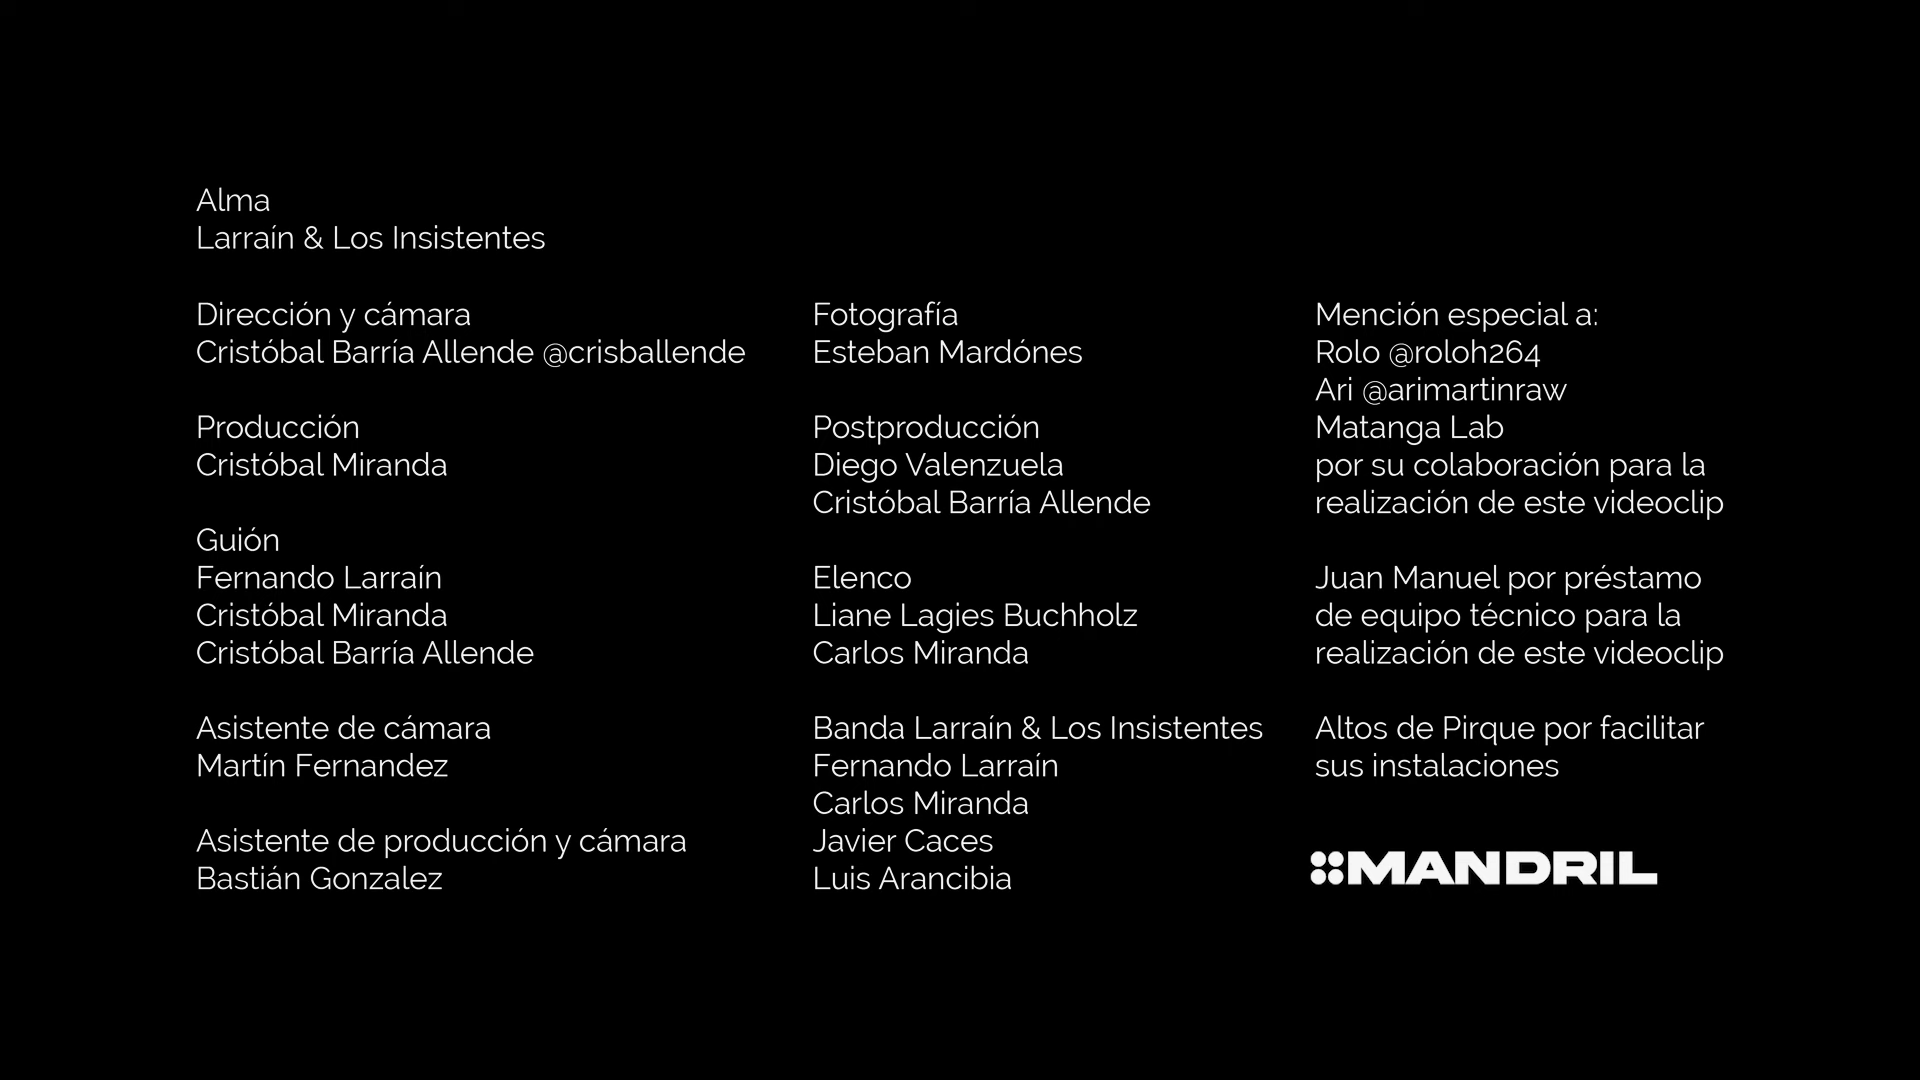 Alma
Larraín & Los Insistentes
Dirección y cámara
Cristóbal Barría Allende @crisballende
Producción
Cristóbal Miranda
Guión
Fernando Larraín
Cristóbal Miranda
Cristóbal Barría Allende
Asistente de cámara
Martín Fernandez
Asistente de producción y cámara
Bastián Gonzalez
Fotografía
Esteban Mardónes
Postproducción
Diego Valenzuela
Cristóbal Barría Allende
Elenco
Liane Lagies Buchholz
Carlos Miranda
Banda Larraín & Los Insistentes
Fernando Larraín
Carlos Miranda
Javier Caces
Luis Arancibia
Mención especial a:
Rolo @roloh264
Ari @arimartinraw
Matanga Lab
por su colaboración para la
realización de este videoclip
Juan Manuel por préstamo
de equipo técnico para la
realización de este videoclip
Altos de Pirque por facilitar
sus instalaciones
MANDRIL